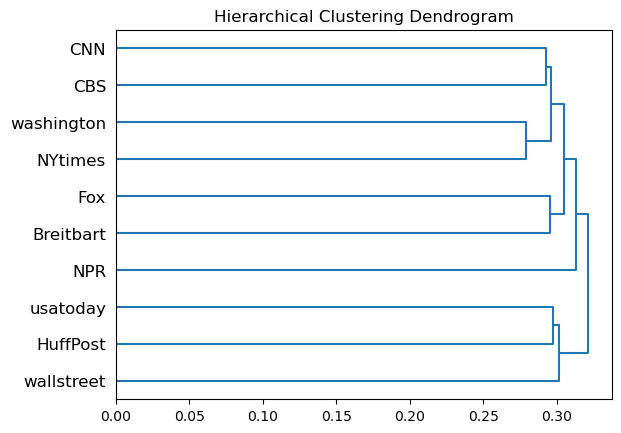 Hierarchical Clustering Dendrogram
CNN
CBS
washington
NYtimes
Fox
Breitbart
NPR
usatoday
HuffPost
wallstreet
0.00 0.05 0.10 0.15 0.20 0.25 0.30